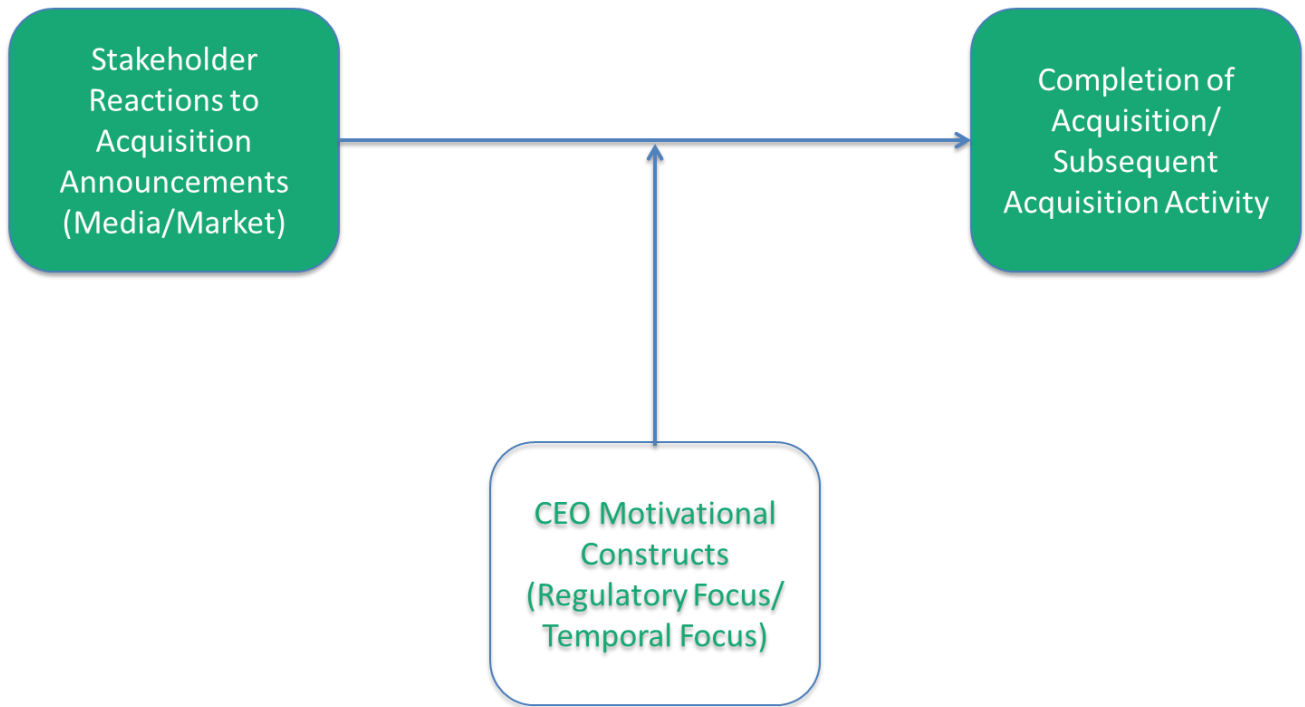 Stakeholder
Reactions to
Acquisition
Announcements
(Media/Market)
Completion of
Acquisition/
Subsequent
Acquisition Activity
CEO Motivational
Constructs
(Regulatory Focus/
Temporal Focus)